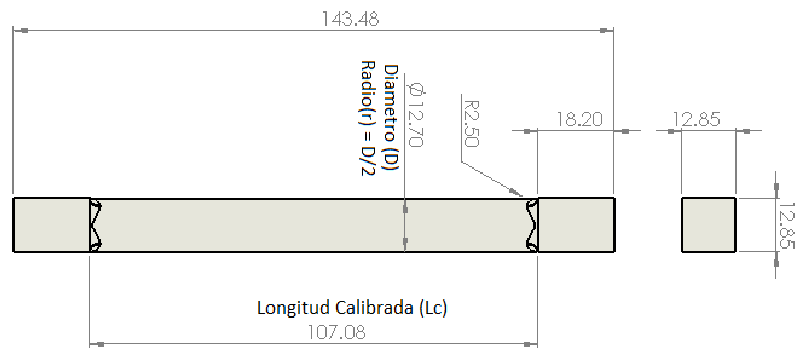 143.48
Diametro (D)
Radio(r) = D/2
Ø12.70
R2.50
18.20
12.85
12.85
Longitud Calibrada (Lc)
107.08